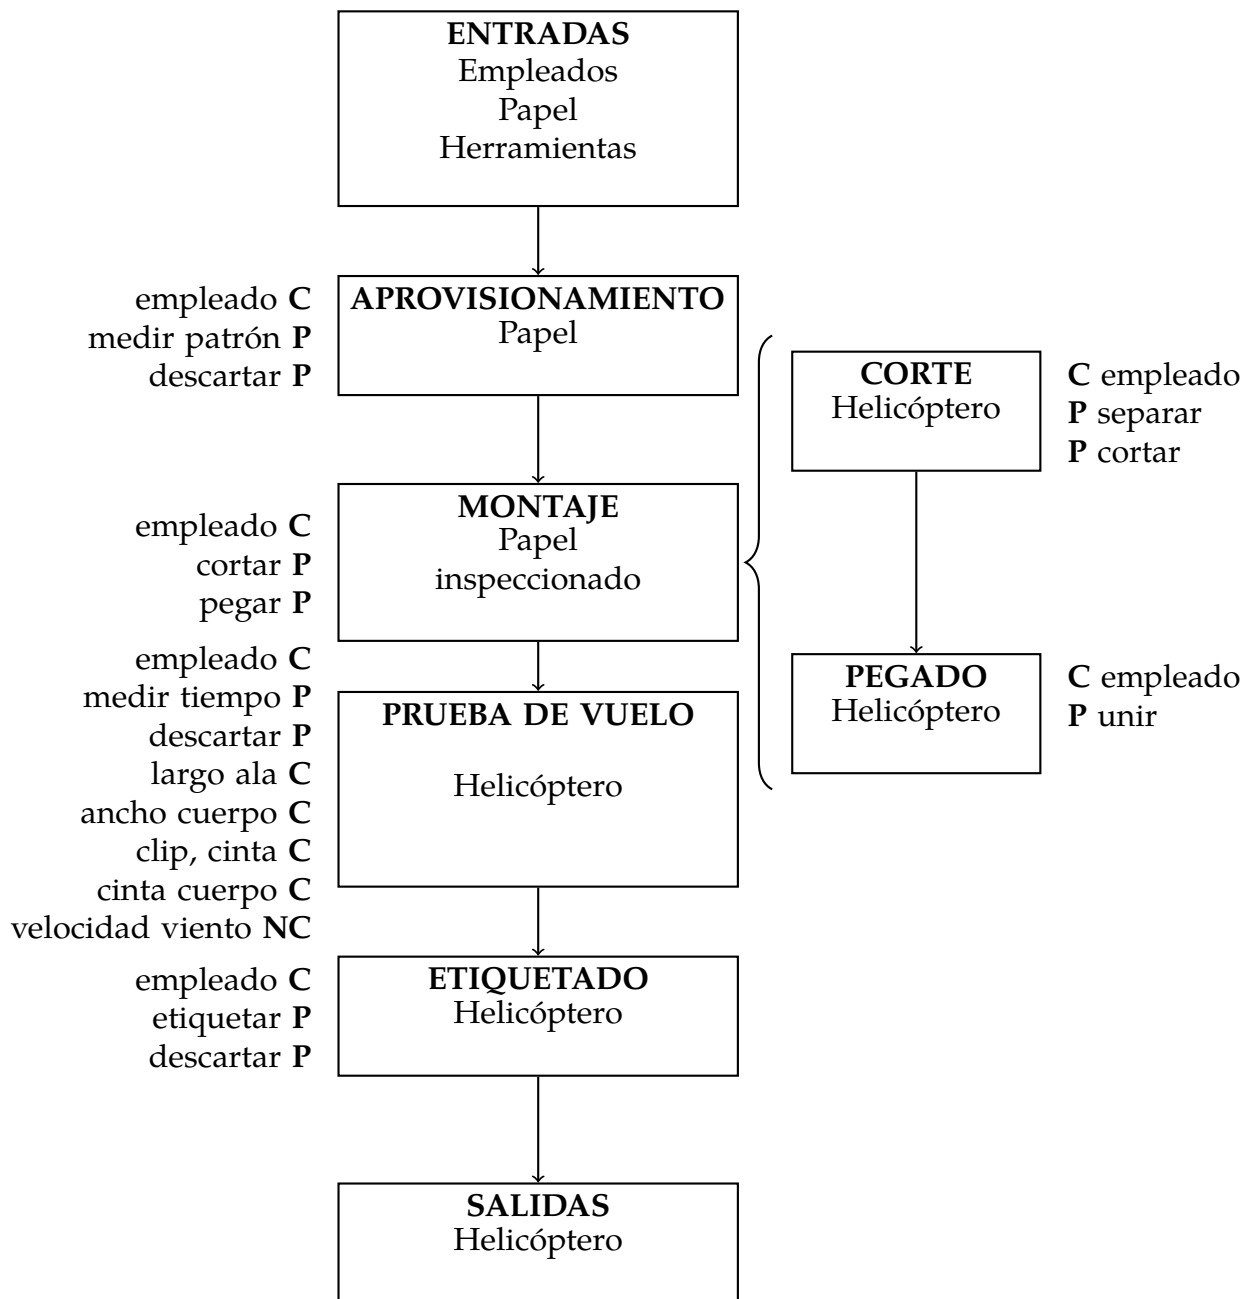 ENTRADAS
Empleados
Papel
Herramientas
empleado C
medir patrón P
descartar P
APROVISIONAMIENTO
Papel
empleado C
cortar P
pegar P
MONTAJE
Papel
inspeccionado
CORTE
Helicóptero
C empleado
P separar
P cortar
PEGADO
Helicóptero
C empleado
P unir
empleado C
medir tiempo P
descartar P
largo ala C
ancho cuerpo C
clip, cinta C
cinta cuerpo C
velocidad viento NC
PRUEBA DE VUELO
Helicóptero
empleado C
etiquetar P
descartar P
ETIQUETADO
Helicóptero
SALIDAS
Helicóptero